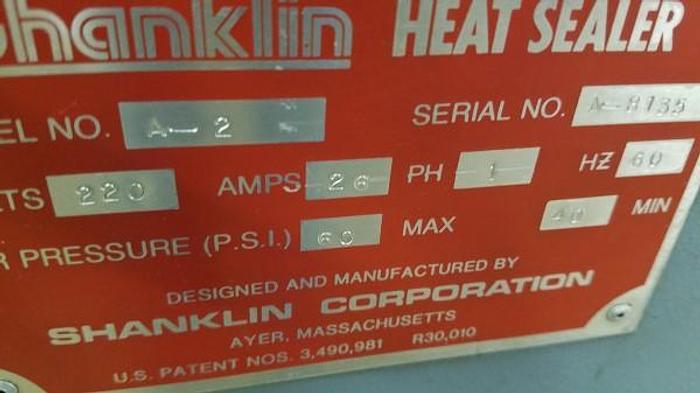 Shanklin HEAT SEALER
EL NO. A-2 SERIAL NO. A-8135
TS 220 AMPS 26 PH 1 HZ 60
R PRESSURE (P.S.I.) 60 MAX 40 MIN
DESIGNED AND MANUFACTURED BY
SHANKLIN CORPORATION
AYER, MASSACHUSETTS
U.S. PATENT NOS. 3,490,981 R30,010